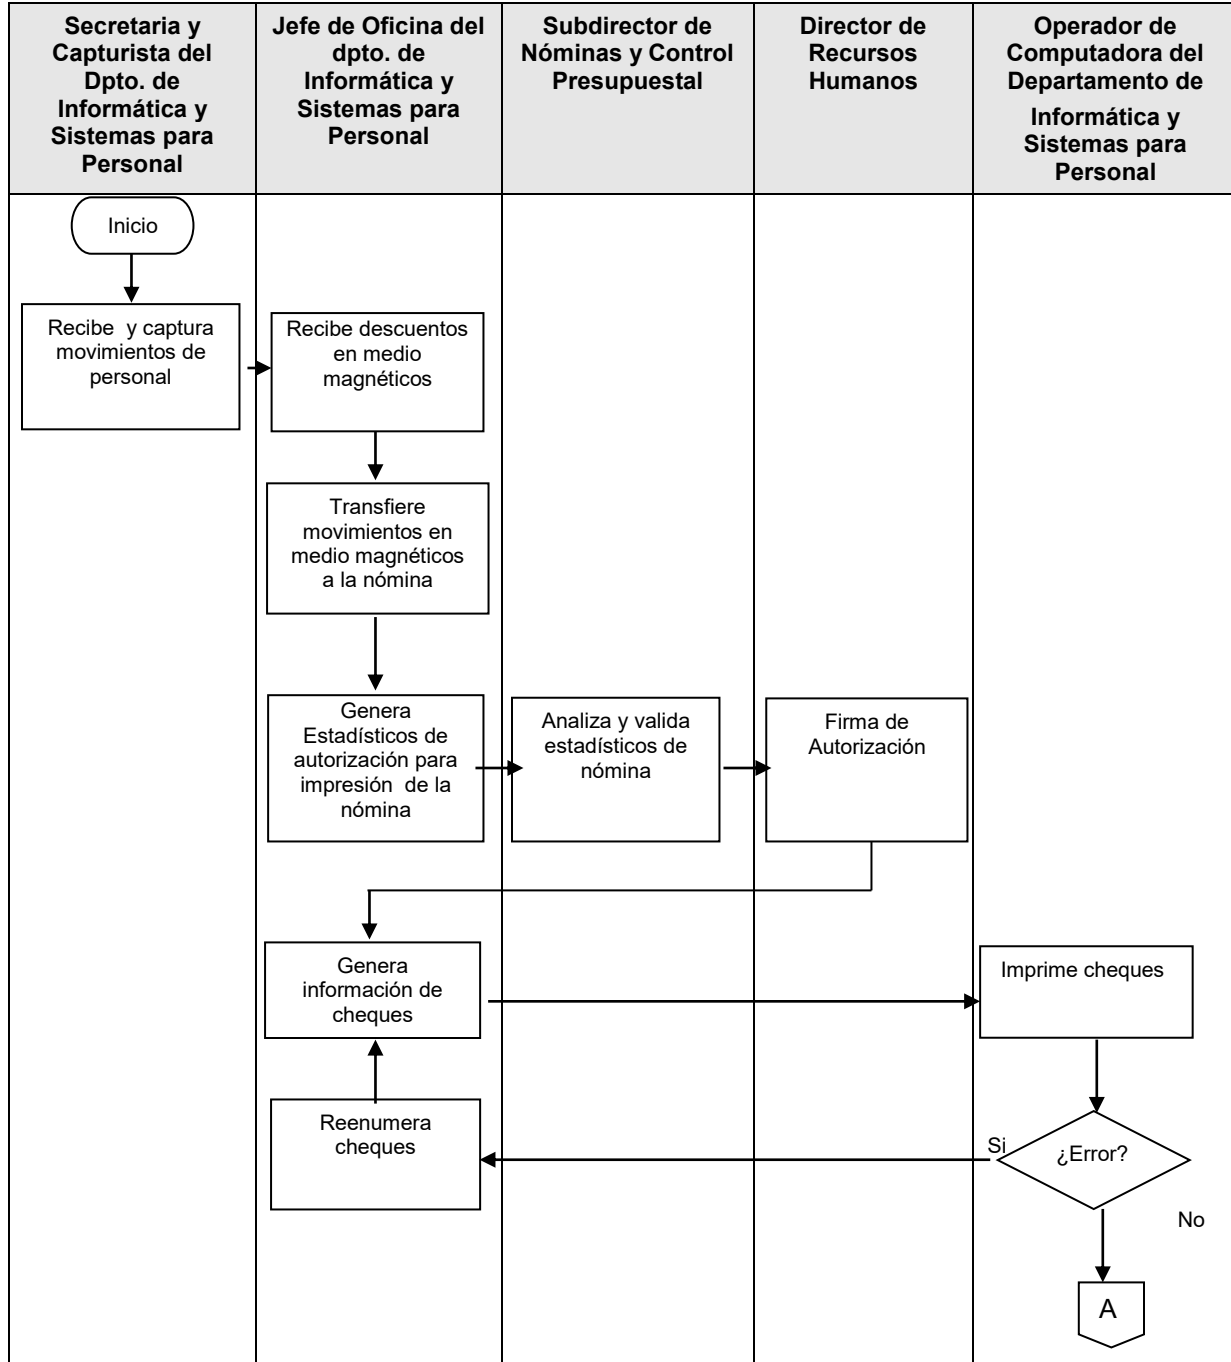 Secretaria y
Capturista del
Dpto. de
Informática y
Sistemas para
Personal
Jefe de Oficina del
dpto. de
Informática y
Sistemas para
Personal
Subdirector de
Nóminas y Control
Presupuestal
Director de
Recursos
Humanos
Operador de
Computadora del
Departamento de
Informática y
Sistemas para
Personal
Inicio
Recibe y captura
movimientos de
personal
Recibe descuentos
en medio
magnéticos
Transfiere
movimientos en
medio magnéticos
a la nómina
Genera
Estadísticos de
autorización para
impresión de la
nómina
Analiza y valida
estadísticos de
nómina
Firma de
Autorización
Genera
información de
cheques
Imprime cheques
Reenumera
cheques
Si
¿Error?
No
A